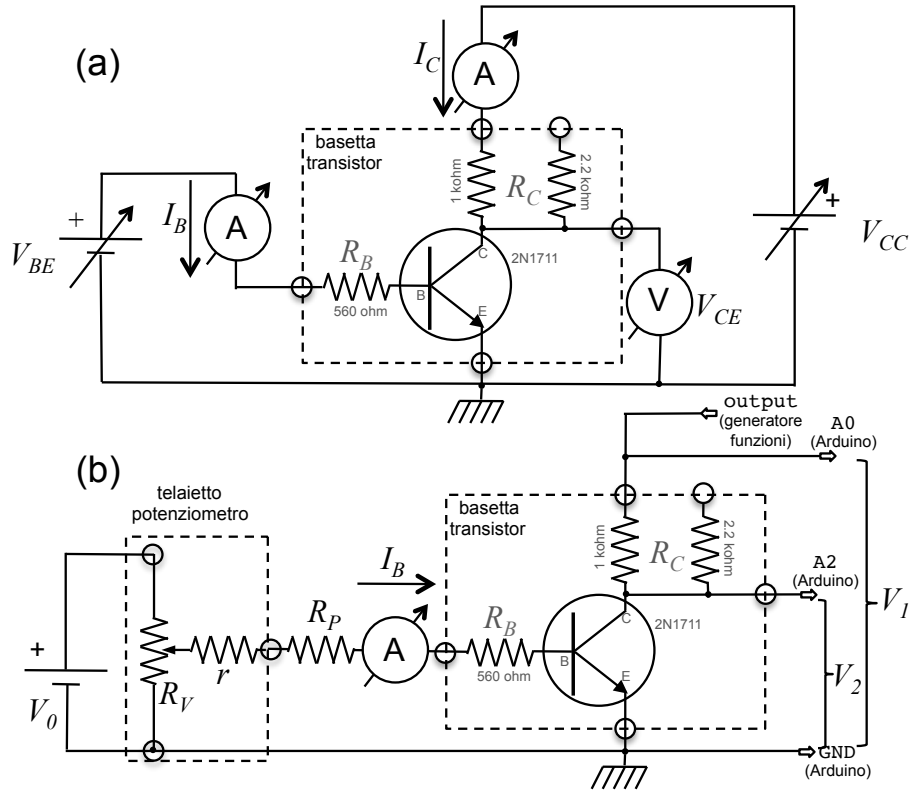 (a)
I_C
A
basetta
transistor
1 kohm
R_C
2.2 kohm
+
V_BE
I_B
A
R_B
560 ohm
B
C
E
2N1711
V
V_CE
+
V_CC
output
(generatore
funzioni)
A0
(Arduino)
(b)
telaietto
potenziometro
basetta
transistor
1 kohm
R_C
2.2 kohm
A2
(Arduino)
V_1
I_B
+
V_0
R_V
r
R_P
A
R_B
560 ohm
B
C
E
2N1711
V_2
GND
(Arduino)